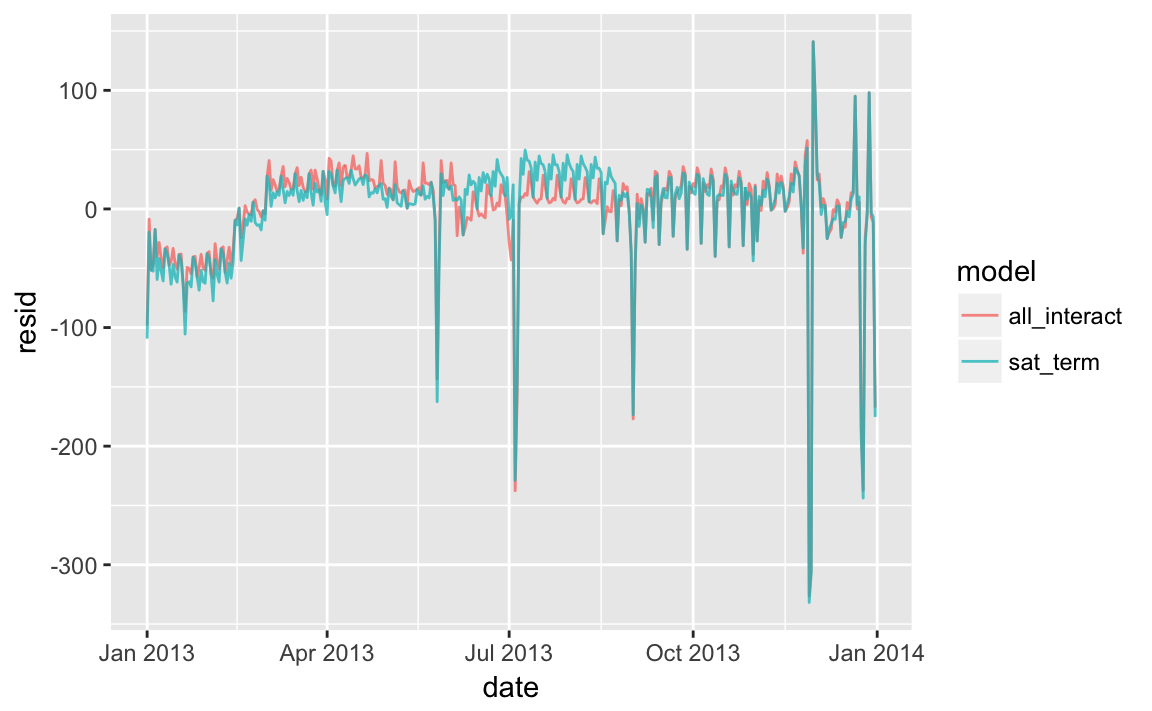 100
0
-100
-200
-300
resid
Jan 2013
Apr 2013
Jul 2013
Oct 2013
Jan 2014
date
model
all_interact
sat_term